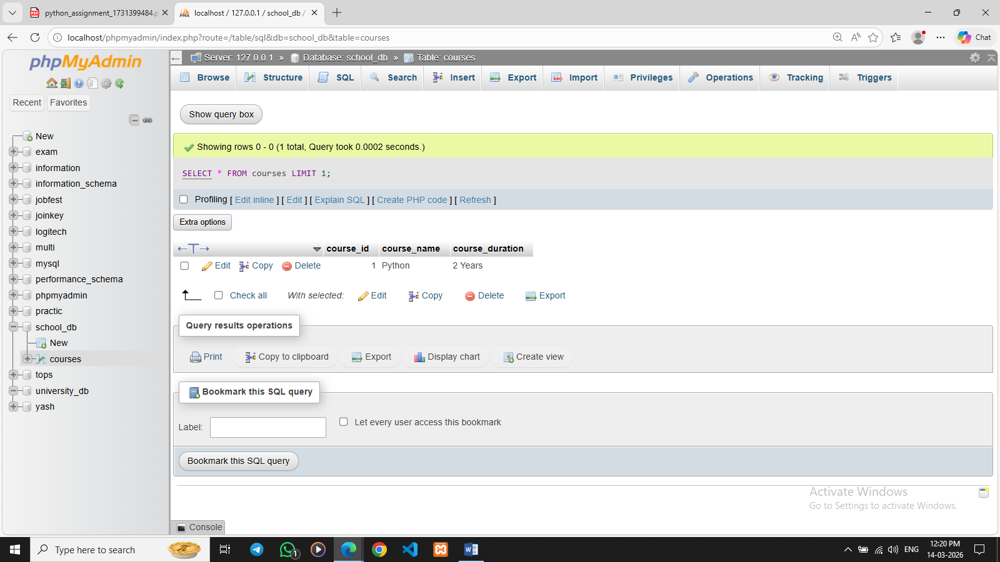 python_assignment_1731399484.p
localhost / 127.0.0.1 / school_db /
localhost/phpmyadmin/index.php?route=/table/sql&db=school_db&table=courses
Chat
phpMyAdmin
Recent
Favorites
New
exam
information
information_schema
jobfest
joinkey
logitech
multi
mysql
performance_schema
phpmyadmin
practic
school_db
New
courses
tops
university_db
yash
Server: 127.0.0.1 » Database: school_db » Table: courses
Browse Structure SQL Search Insert Export Import Privileges Operations Tracking Triggers
Show query box
Showing rows 0 - 0 (1 total, Query took 0.0002 seconds.)
SELECT * FROM courses LIMIT 1;
Profiling [ Edit inline ] [ Edit ] [ Explain SQL ] [ Create PHP code ] [ Refresh ]
Extra options
←T→ course_id course_name course_duration
Edit Copy Delete 1 Python 2 Years
Check all With selected: Edit Copy Delete Export
Query results operations
Print Copy to clipboard Export Display chart Create view
Bookmark this SQL query
Label: Let every user access this bookmark
Bookmark this SQL query
Activate Windows
Go to Settings to activate Windows.
Console
Type here to search
1
ENG
12:20 PM
14-03-2026